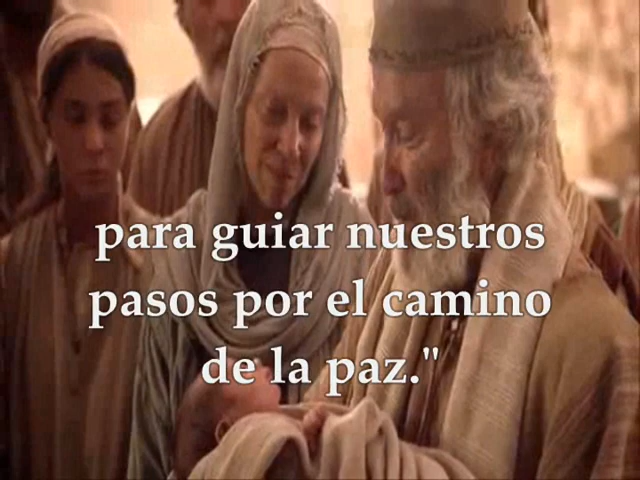 para guiar nuestros
pasos por el camino
de la paz."